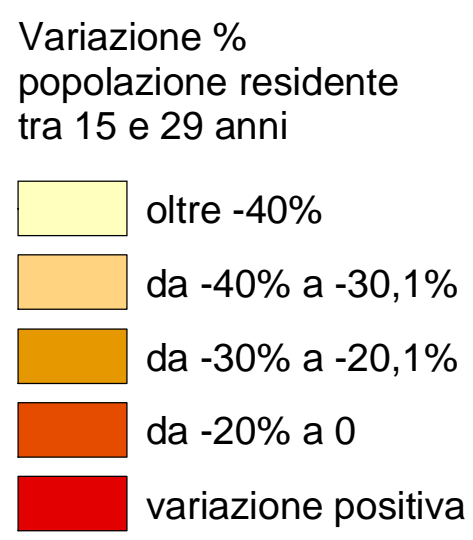 Variazione %
popolazione residente
tra 15 e 29 anni
oltre -40%
da -40% a -30,1%
da -30% a -20,1%
da -20% a 0
variazione positiva